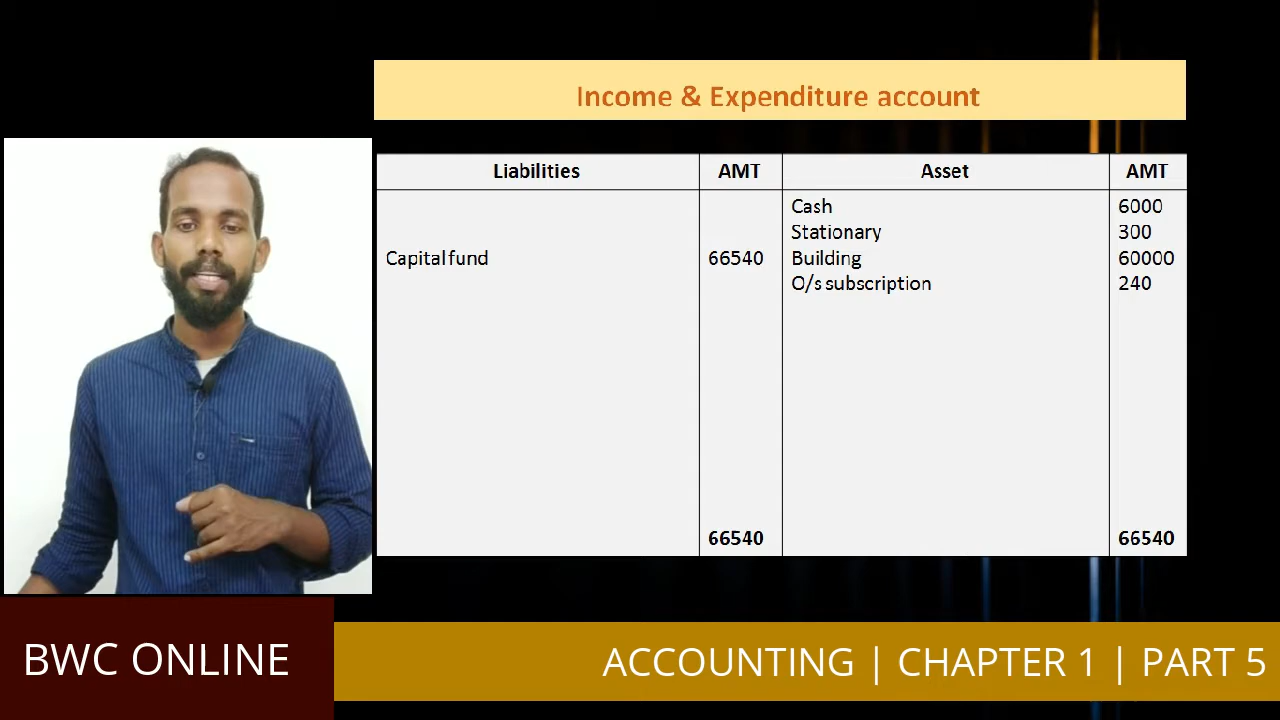 Income & Expenditure account
Liabilities AMT Asset AMT
Cash 6000
Stationary 300
Capital fund 66540 Building 60000
O/s subscription 240
66540 66540
BWC ONLINE
ACCOUNTING | CHAPTER 1 | PART 5